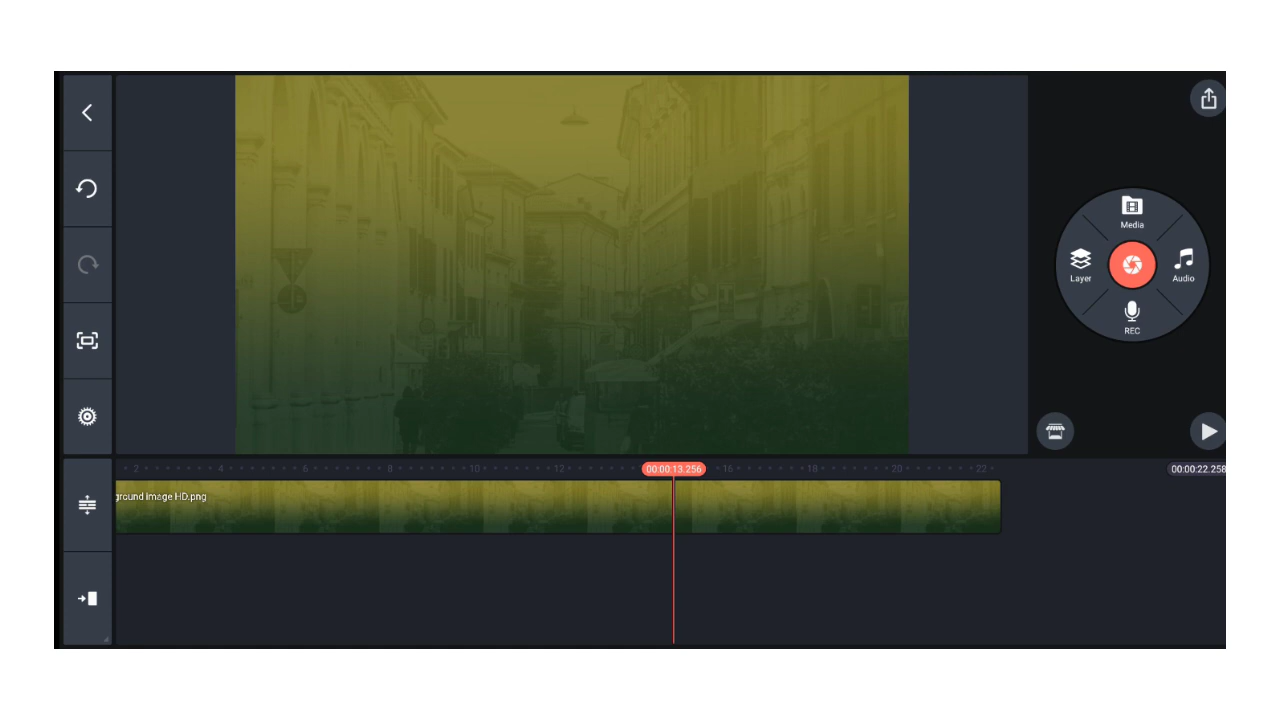 Media
Layer
Audio
REC
2 4 6 8 10 12 00:00:13.256 16 18 20 22 00:00:22.258
ground image HD.png